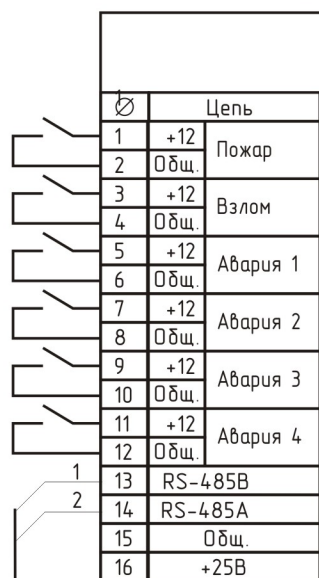 1
∅ Цепь
1 +12 Пожар
2 Общ.
3 +12 Взлом
4 Общ.
5 +12 Авария 1
6 Общ.
7 +12 Авария 2
8 Общ.
9 +12 Авария 3
10 Общ.
11 +12 Авария 4
12 Общ.
1 13 RS-485B
2 14 RS-485A
15 Общ.
16 +25В